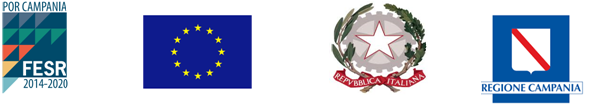 POR CAMPANIA
FESR
2014-2020
REPVBBLICA ITALIANA
REGIONE CAMPANIA